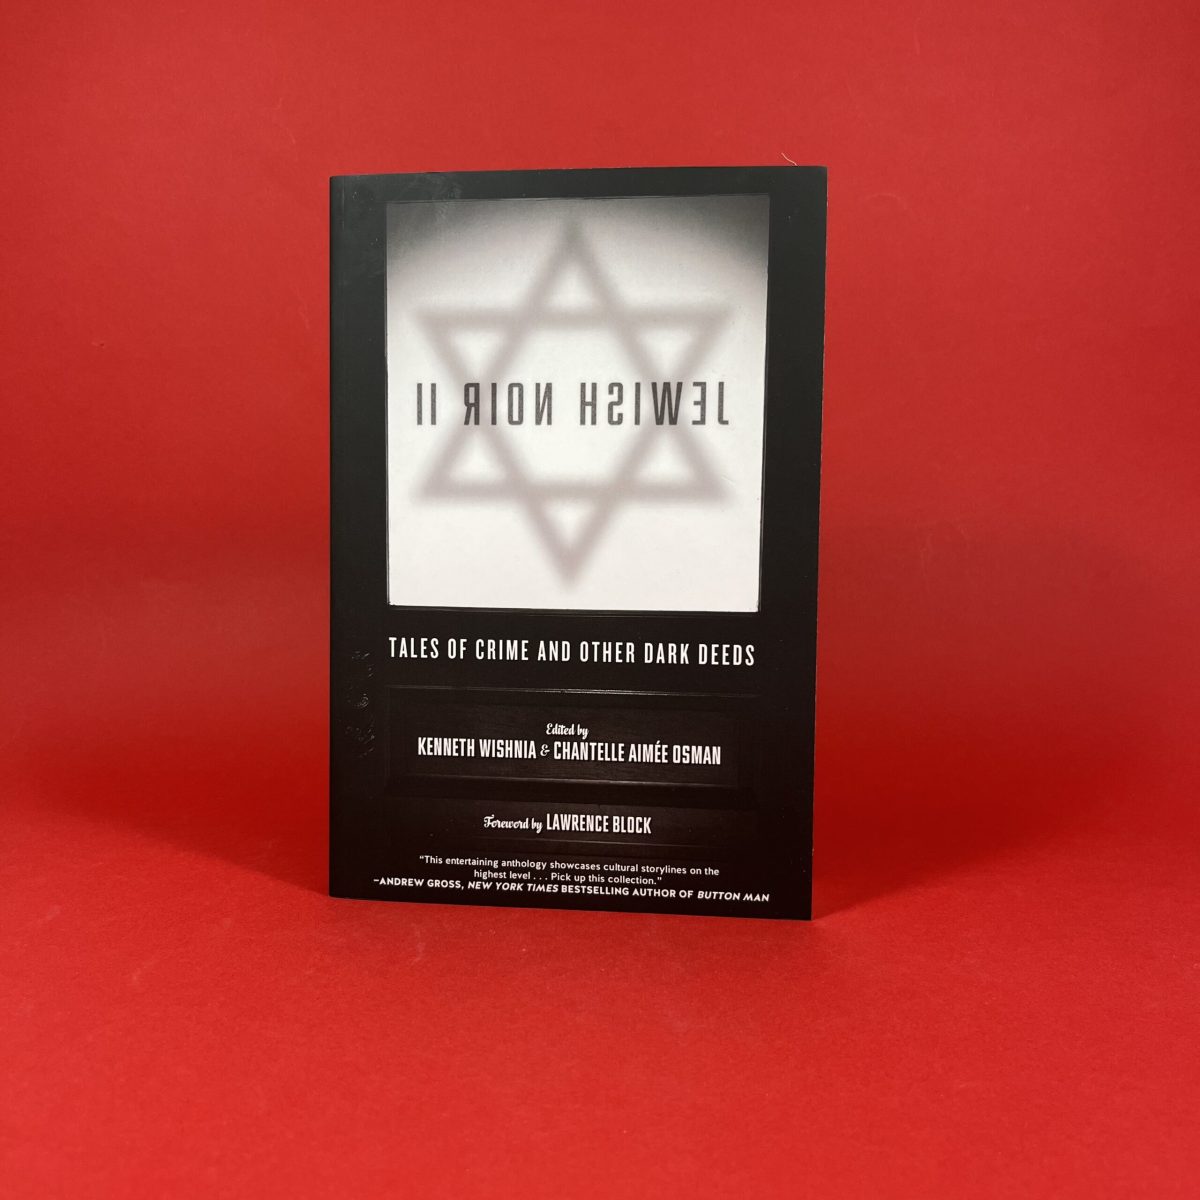 JEWISH NOIR II
TALES OF CRIME AND OTHER DARK DEEDS
Edited by
KENNETH WISHNIA & CHANTELLE AIMÉE OSMAN
Foreword by LAWRENCE BLOCK
“This entertaining anthology showcases cultural storylines on the
highest level . . . Pick up this collection.”
–ANDREW GROSS, NEW YORK TIMES BESTSELLING AUTHOR OF BUTTON MAN